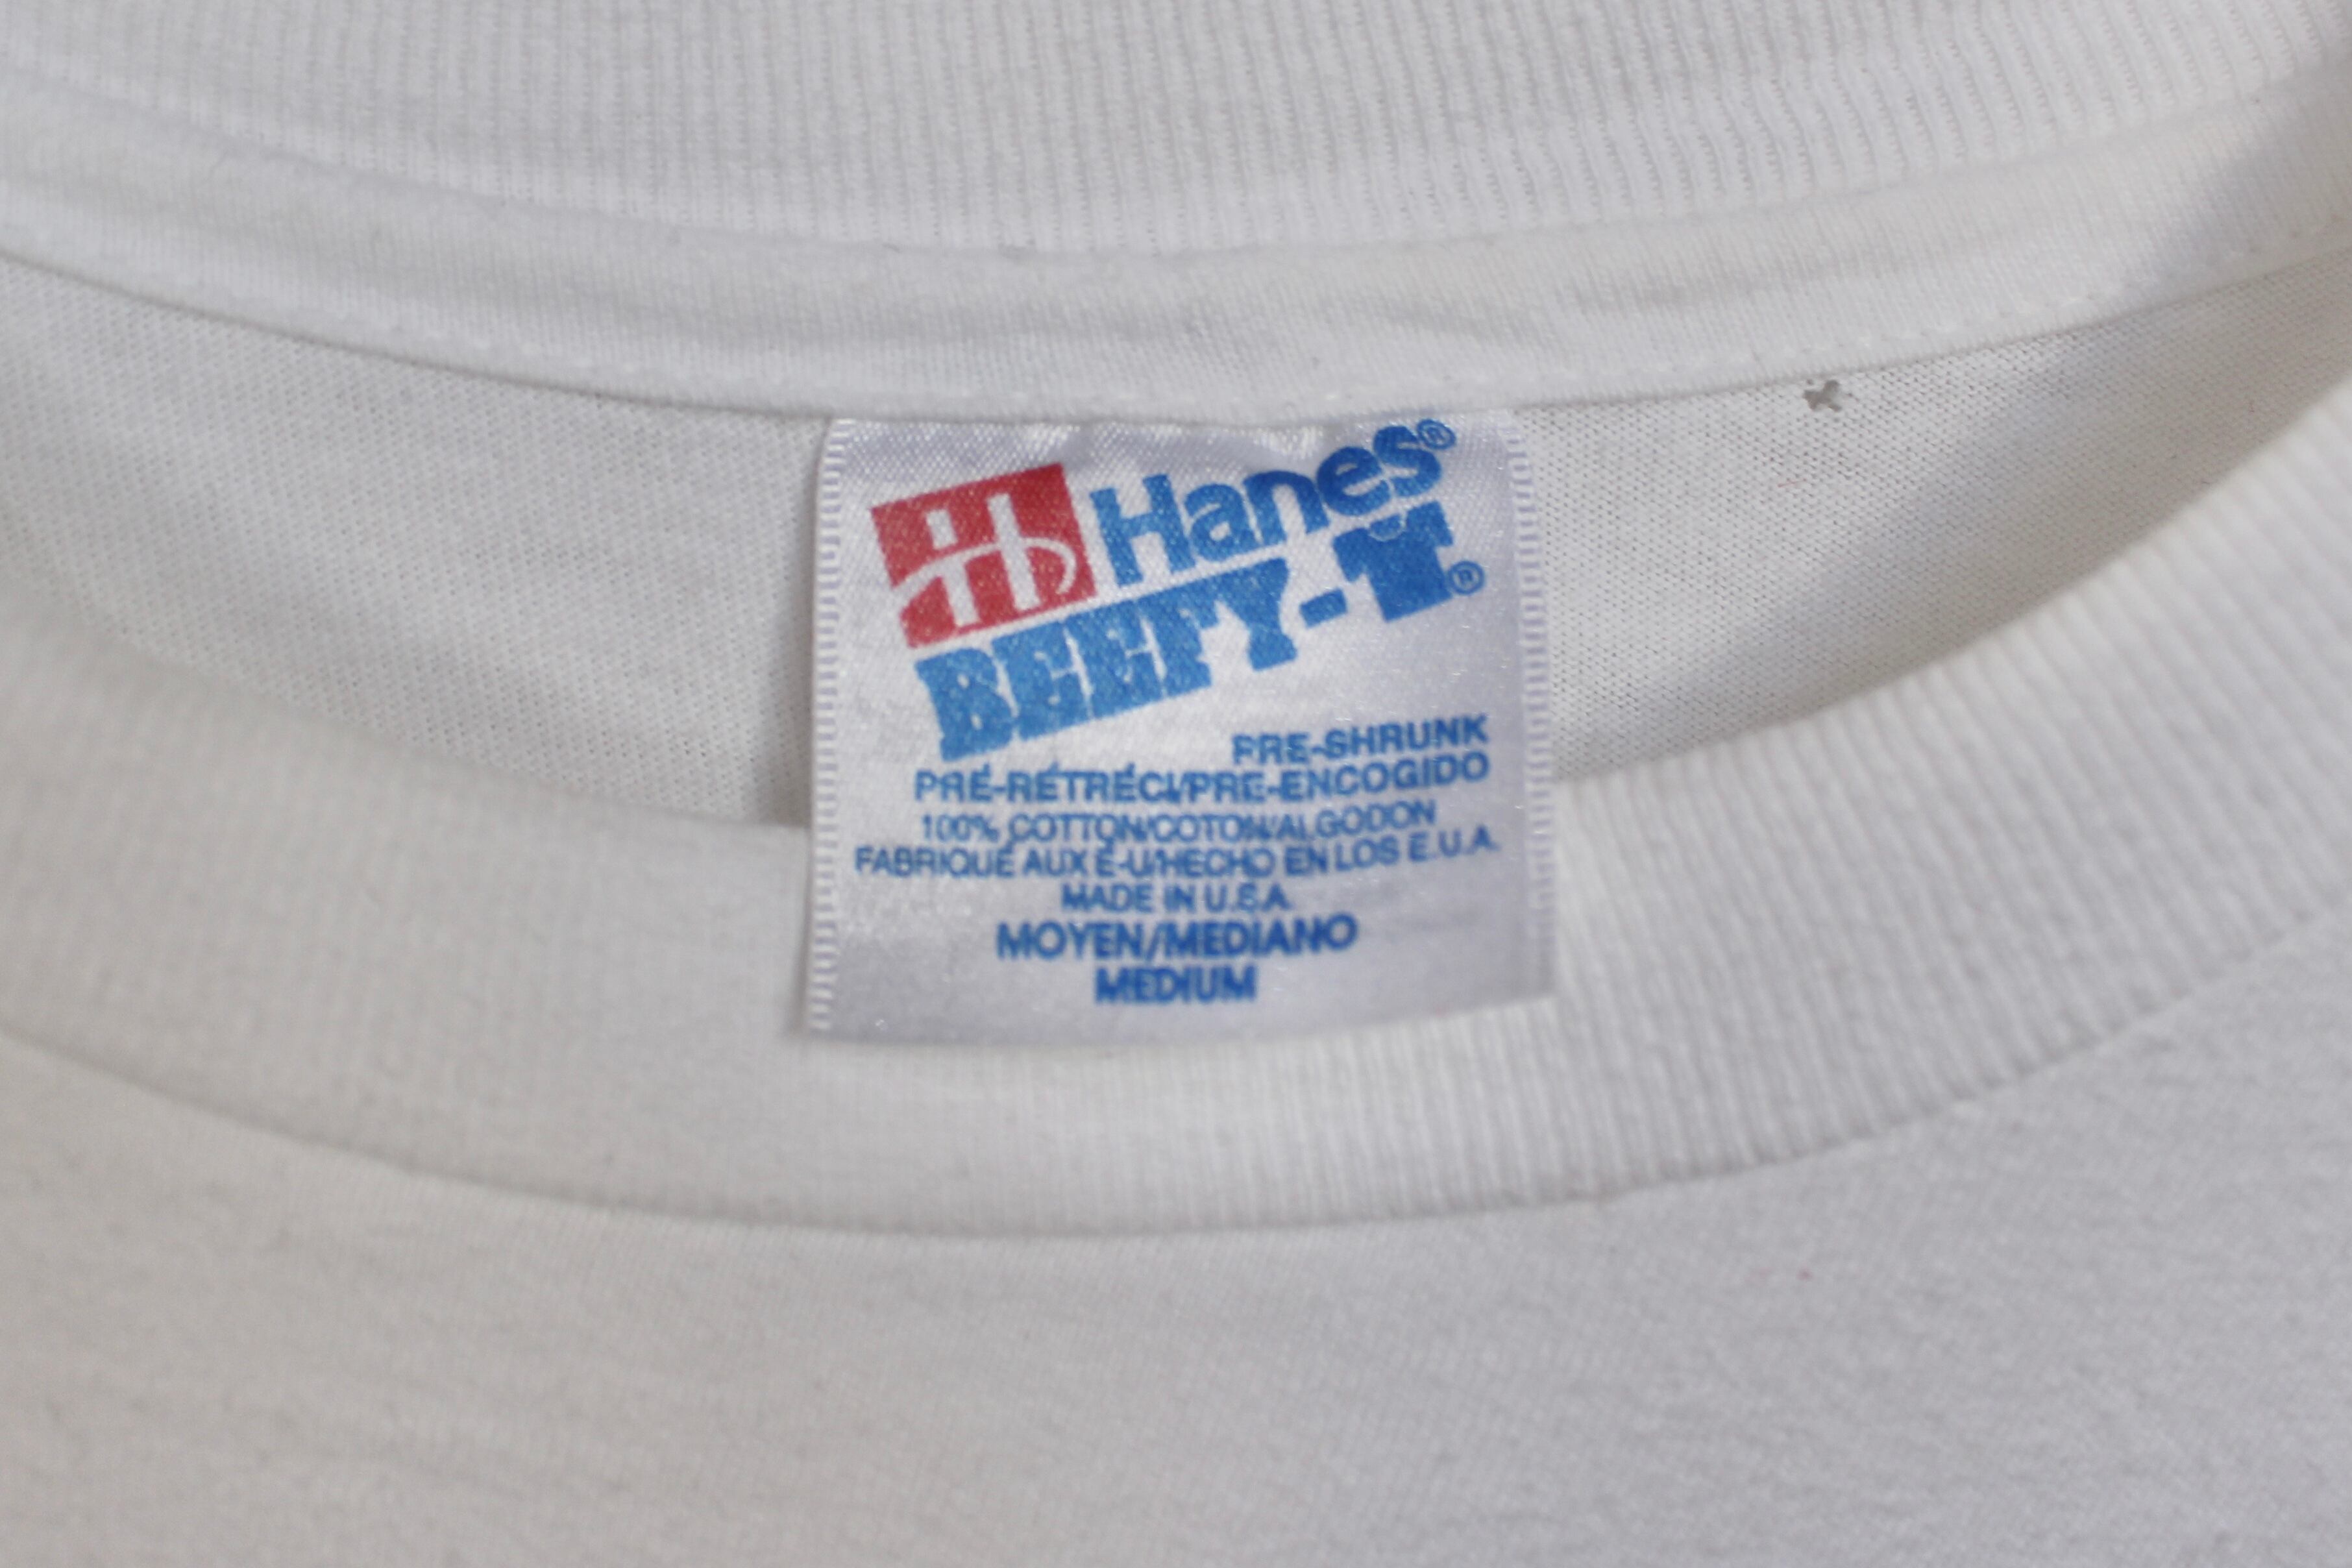 Hanes®
BEEFY-T®
PRE-SHRUNK
PRÉ-RÉTRÉCI/PRE-ENCOGIDO
100% COTTON/COTON/ALGODON
FABRIQUÉ AUX É-U/HECHO EN LOS E.U.A.
MADE IN U.S.A.
MOYEN/MEDIANO
MEDIUM